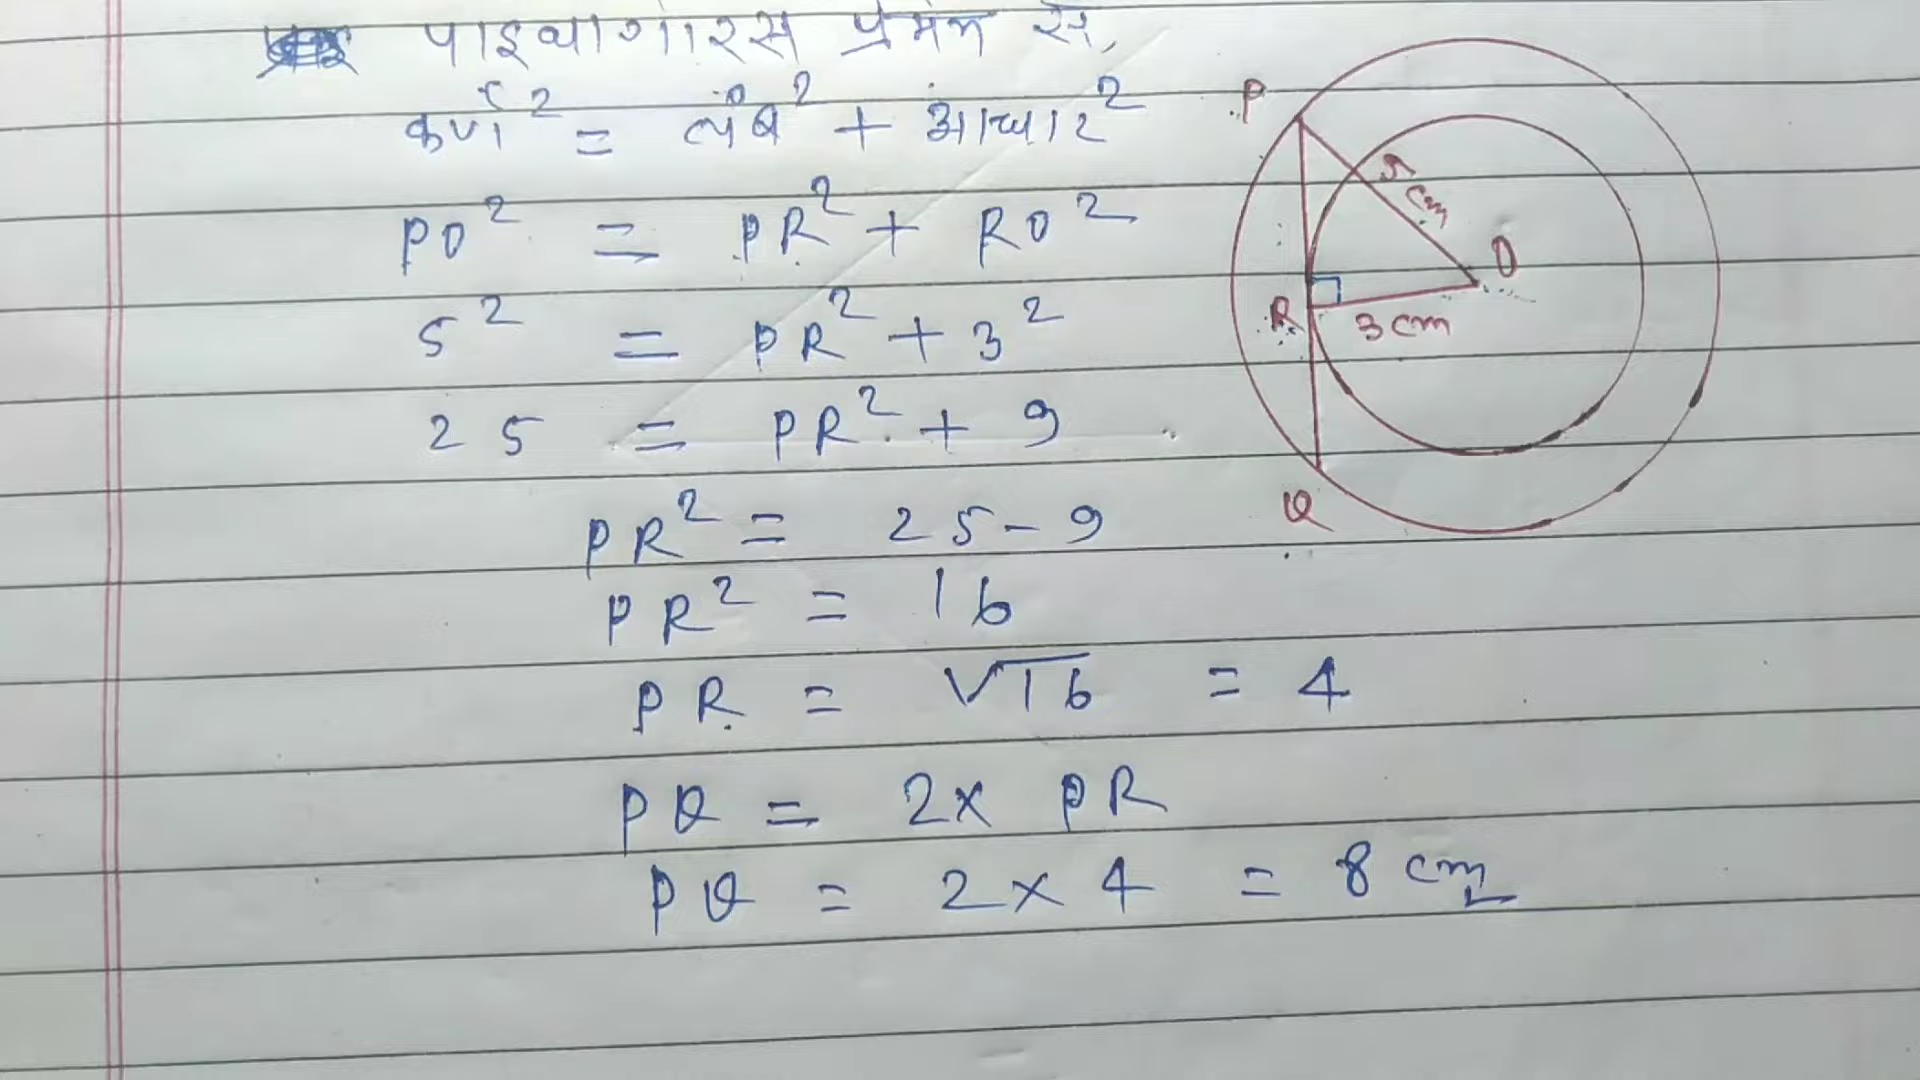 पाइथागोरस प्रमेय से,
कर्ण² = लंब² + आधार²
PO² = PR² + RO²
5² = PR² + 3²
25 = PR² + 9
PR² = 25 - 9
PR² = 16
PR = √16 = 4
PQ = 2x PR
PQ = 2 x 4 = 8 cm
P
5 cm
O
R
3 cm
Q